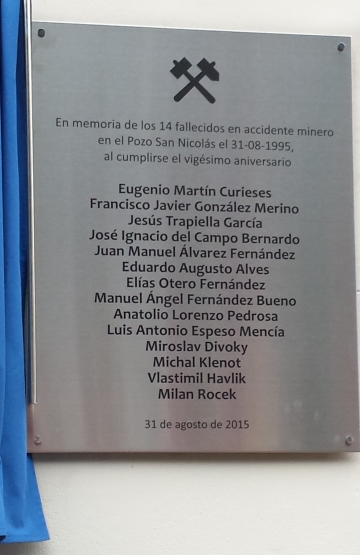 En memoria de los 14 fallecidos en accidente minero
en el Pozo San Nicolás el 31-08-1995,
al cumplirse el vigésimo aniversario
Eugenio Martín Curieses
Francisco Javier González Merino
Jesús Trapiella García
José Ignacio del Campo Bernardo
Juan Manuel Álvarez Fernández
Eduardo Augusto Alves
Elías Otero Fernández
Manuel Ángel Fernández Bueno
Anatolio Lorenzo Pedrosa
Luis Antonio Espeso Mencía
Miroslav Divoky
Michal Klenot
Vlastimil Havlik
Milan Rocek
31 de agosto de 2015